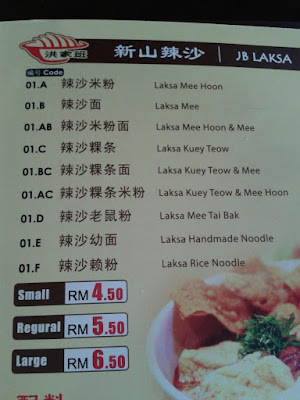 洪家班
新山辣沙 | JB LAKSA
编号 Code
01.A 辣沙米粉 Laksa Mee Hoon
01.B 辣沙面 Laksa Mee
01.AB 辣沙米粉面 Laksa Mee Hoon & Mee
01.C 辣沙粿条 Laksa Kuey Teow
01.BC 辣沙粿条面 Laksa Kuey Teow & Mee
01.AC 辣沙粿条米粉 Laksa Kuey Teow & Mee Hoon
01.D 辣沙老鼠粉 Laksa Mee Tai Bak
01.E 辣沙幼面 Laksa Handmade Noodle
01.F 辣沙赖粉 Laksa Rice Noodle
Small RM 4.50
Regural RM 5.50
Large RM 6.50
配料